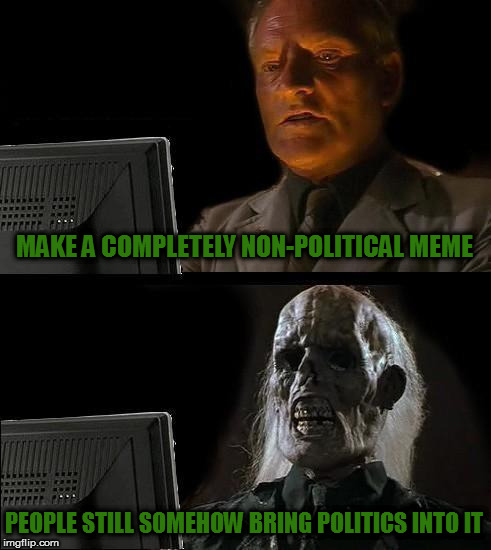 MAKE A COMPLETELY NON-POLITICAL MEME
PEOPLE STILL SOMEHOW BRING POLITICS INTO IT
imgflip.com